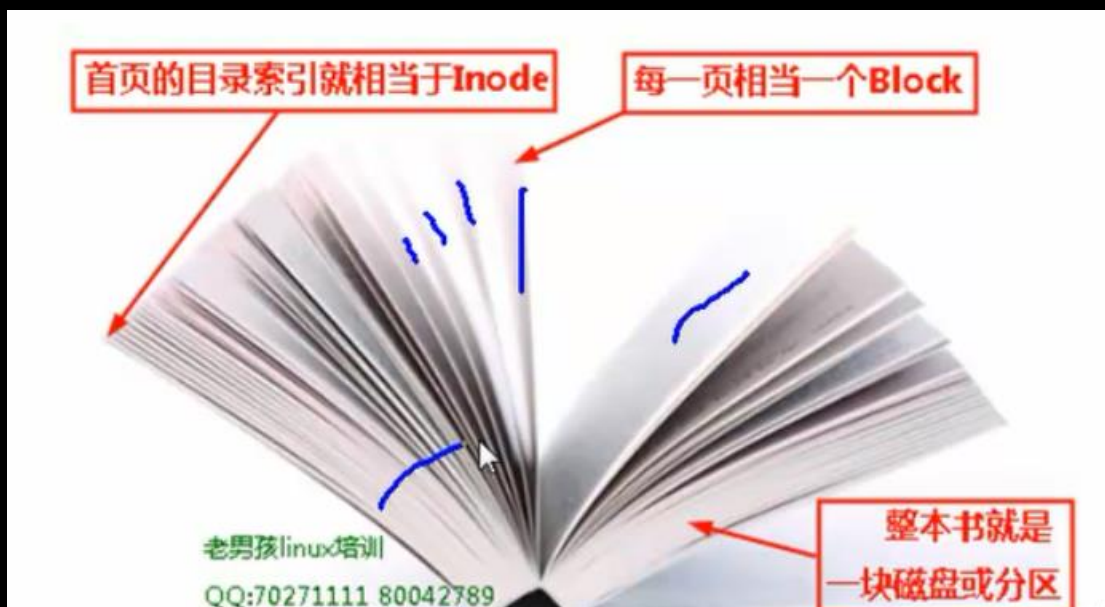 首页的目录索引就相当于Inode
每一页相当一个Block
整本书就是
一块磁盘或分区
老男孩linux培训
QQ:70271111 80042789